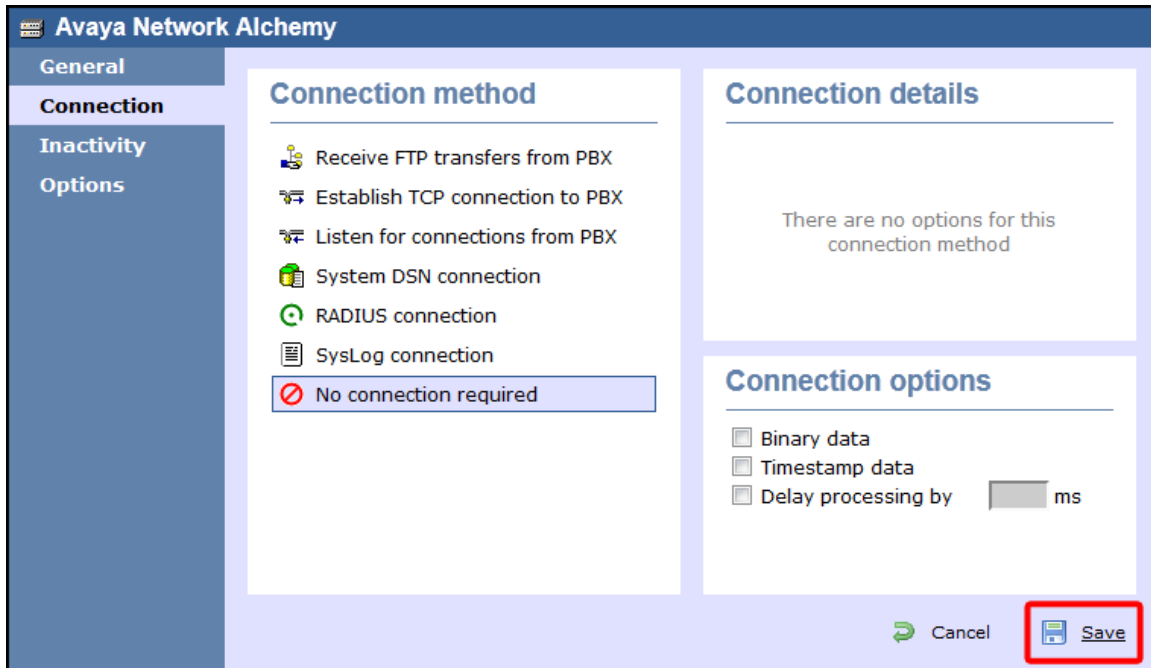 Avaya Network Alchemy
General
Connection
Inactivity
Options
Connection method
Receive FTP transfers from PBX
Establish TCP connection to PBX
Listen for connections from PBX
System DSN connection
RADIUS connection
SysLog connection
No connection required
Connection details
There are no options for this
connection method
Connection options
Binary data
Timestamp data
Delay processing by ms
Cancel Save